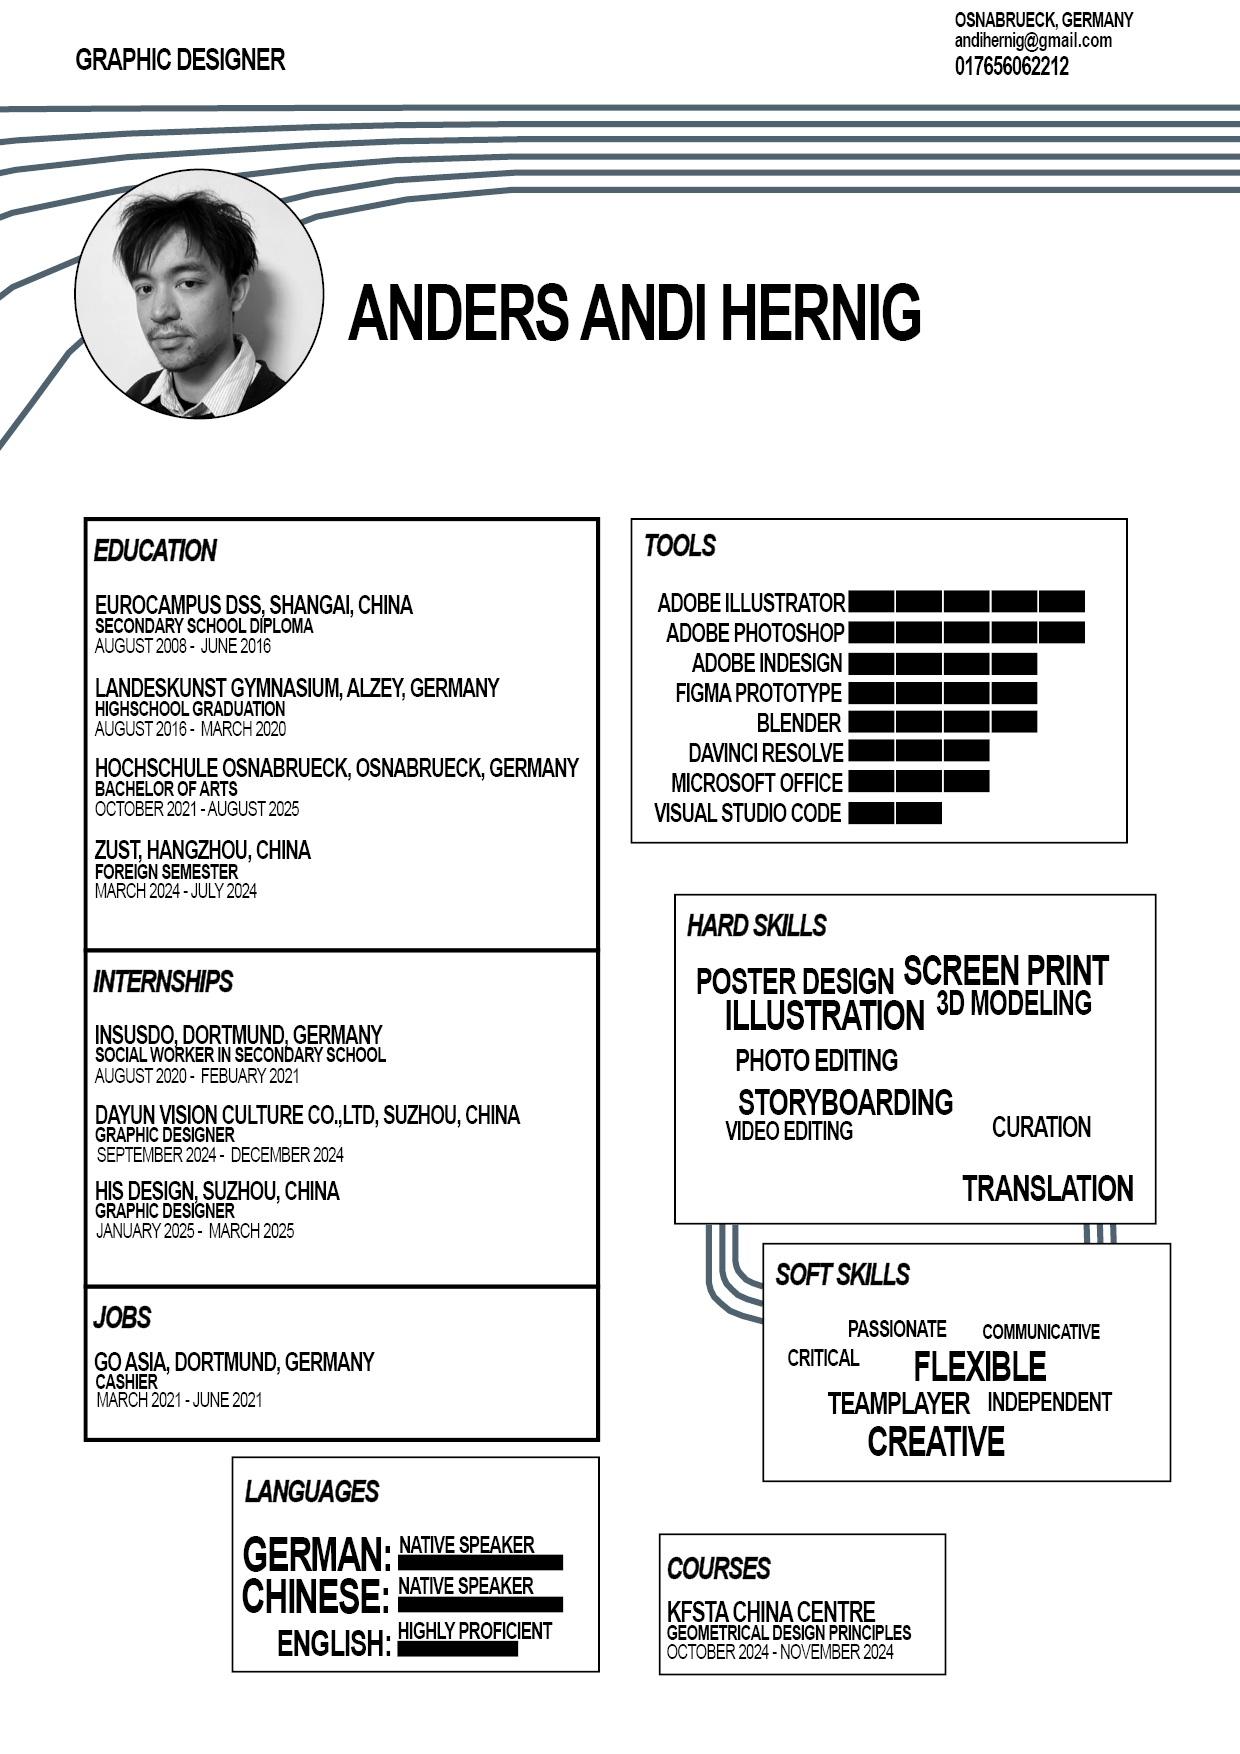 GRAPHIC DESIGNER
OSNABRUECK, GERMANY
andihernig@gmail.com
017656062212
ANDERS ANDI HERNIG
EDUCATION
EUROCAMPUS DSS, SHANGAI, CHINA
SECONDARY SCHOOL DIPLOMA
AUGUST 2008 - JUNE 2016
LANDESKUNST GYMNASIUM, ALZEY, GERMANY
HIGHSCHOOL GRADUATION
AUGUST 2016 - MARCH 2020
HOCHSCHULE OSNABRUECK, OSNABRUECK, GERMANY
BACHELOR OF ARTS
OCTOBER 2021 - AUGUST 2025
ZUST, HANGZHOU, CHINA
FOREIGN SEMESTER
MARCH 2024 - JULY 2024
INTERNSHIPS
INSUSDO, DORTMUND, GERMANY
SOCIAL WORKER IN SECONDARY SCHOOL
AUGUST 2020 - FEBUARY 2021
DAYUN VISION CULTURE CO.,LTD, SUZHOU, CHINA
GRAPHIC DESIGNER
SEPTEMBER 2024 - DECEMBER 2024
HIS DESIGN, SUZHOU, CHINA
GRAPHIC DESIGNER
JANUARY 2025 - MARCH 2025
JOBS
GO ASIA, DORTMUND, GERMANY
CASHIER
MARCH 2021 - JUNE 2021
LANGUAGES
GERMAN: NATIVE SPEAKER
CHINESE: NATIVE SPEAKER
ENGLISH: HIGHLY PROFICIENT
TOOLS
ADOBE ILLUSTRATOR
ADOBE PHOTOSHOP
ADOBE INDESIGN
FIGMA PROTOTYPE
BLENDER
DAVINCI RESOLVE
MICROSOFT OFFICE
VISUAL STUDIO CODE
HARD SKILLS
POSTER DESIGN SCREEN PRINT
ILLUSTRATION 3D MODELING
PHOTO EDITING
STORYBOARDING
VIDEO EDITING CURATION
TRANSLATION
SOFT SKILLS
PASSIONATE COMMUNICATIVE
CRITICAL FLEXIBLE
TEAMPLAYER INDEPENDENT
CREATIVE
COURSES
KFSTA CHINA CENTRE
GEOMETRICAL DESIGN PRINCIPLES
OCTOBER 2024 - NOVEMBER 2024